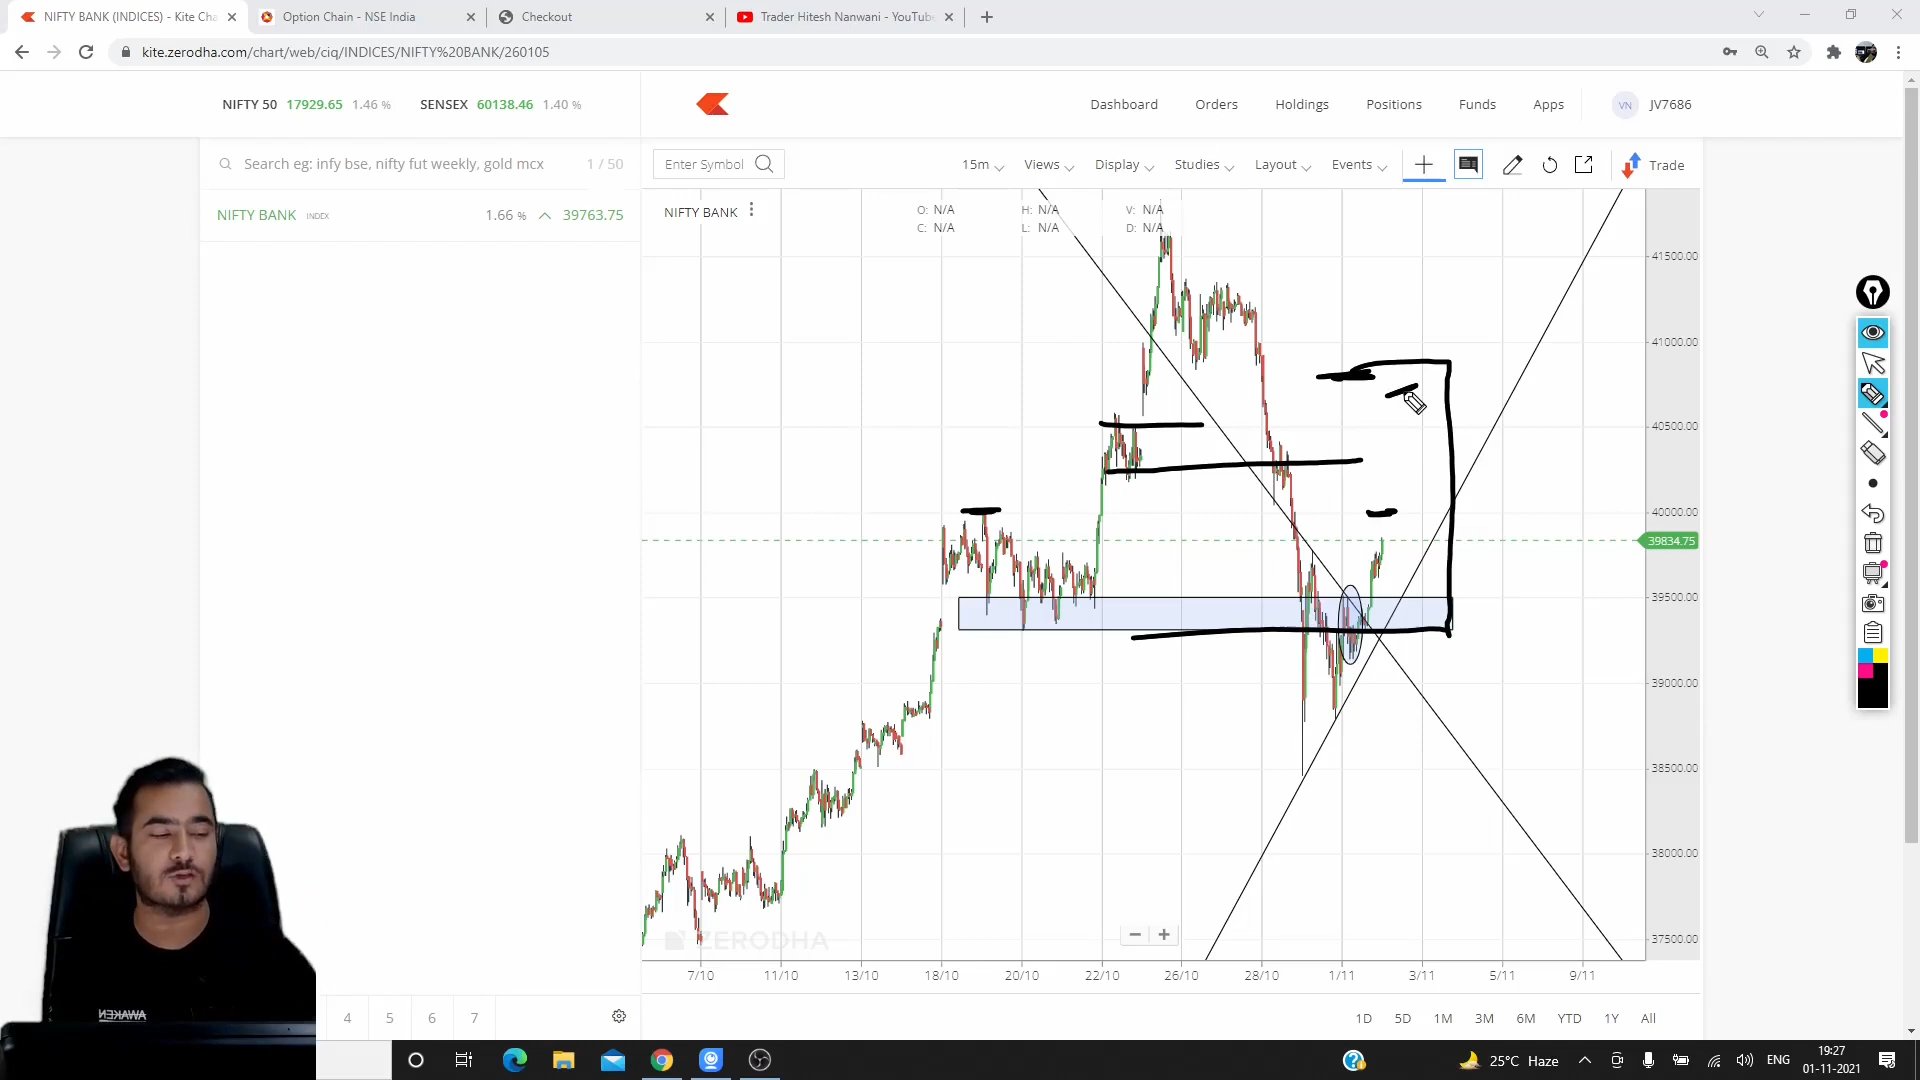 NIFTY BANK (INDICES) - Kite Cha
Option Chain - NSE India
Checkout
Trader Hitesh Nanwani - YouTube
kite.zerodha.com/chart/web/ciq/INDICES/NIFTY%20BANK/260105
NIFTY 50 17929.65 1.46 %
SENSEX 60138.46 1.40 %
Dashboard
Orders
Holdings
Positions
Funds
Apps
VN
JV7686
Search eg: infy bse, nifty fut weekly, gold mcx
1 / 50
Enter Symbol
15m
Views
Display
Studies
Layout
Events
Trade
NIFTY BANK INDEX
1.66 % 39763.75
NIFTY BANK
O: N/A H: N/A V: N/A
C: N/A L: N/A D: N/A
41500.00
41000.00
40500.00
40000.00
39834.75
39500.00
39000.00
38500.00
38000.00
37500.00
ZERODHA
7/10 11/10 13/10 18/10 20/10 22/10 26/10 28/10 1/11 3/11 5/11 9/11
AWAKEN
4 5 6 7
1D 5D 1M 3M 6M YTD 1Y All
25°C Haze
ENG
19:27
01-11-2021